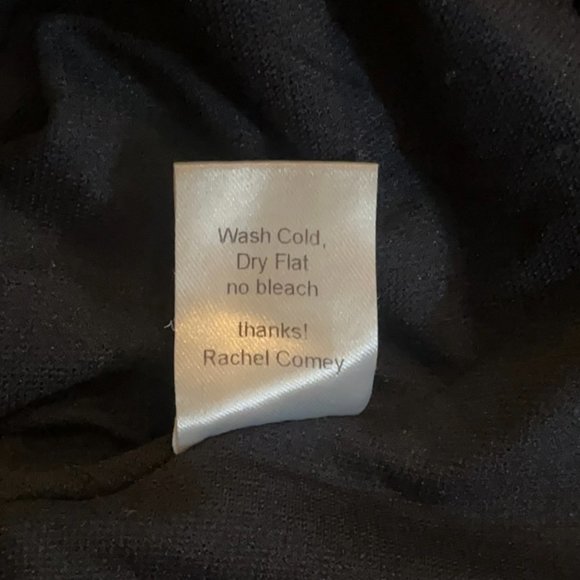 Wash Cold,
Dry Flat
no bleach
thanks!
Rachel Comey